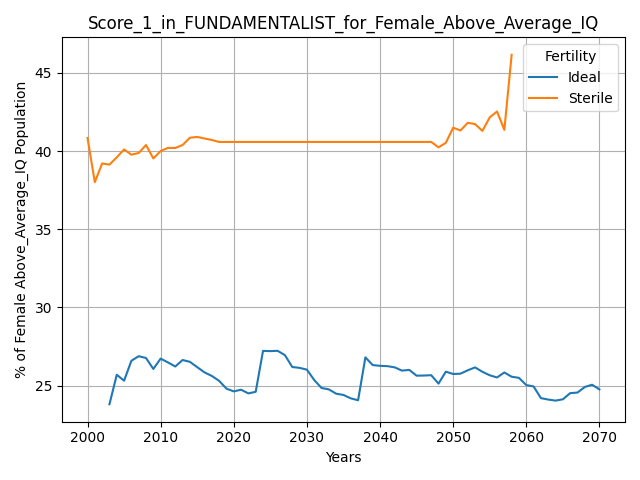 Score_1_in_FUNDAMENTALIST_for_Female_Above_Average_IQ
% of Female Above_Average_IQ Population
45
40
35
30
25
Fertility
Ideal
Sterile
2000 2010 2020 2030 2040 2050 2060 2070
Years